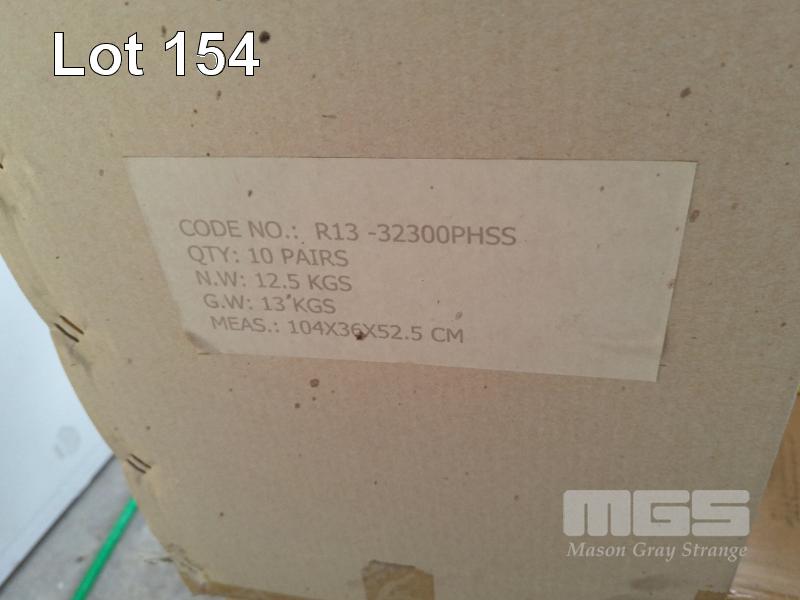 Lot 154
CODE NO.: R13 -32300PHSS
QTY: 10 PAIRS
N.W: 12.5 KGS
G.W: 13 KGS
MEAS.: 104X36X52.5 CM
MGS
Mason Gray Strange